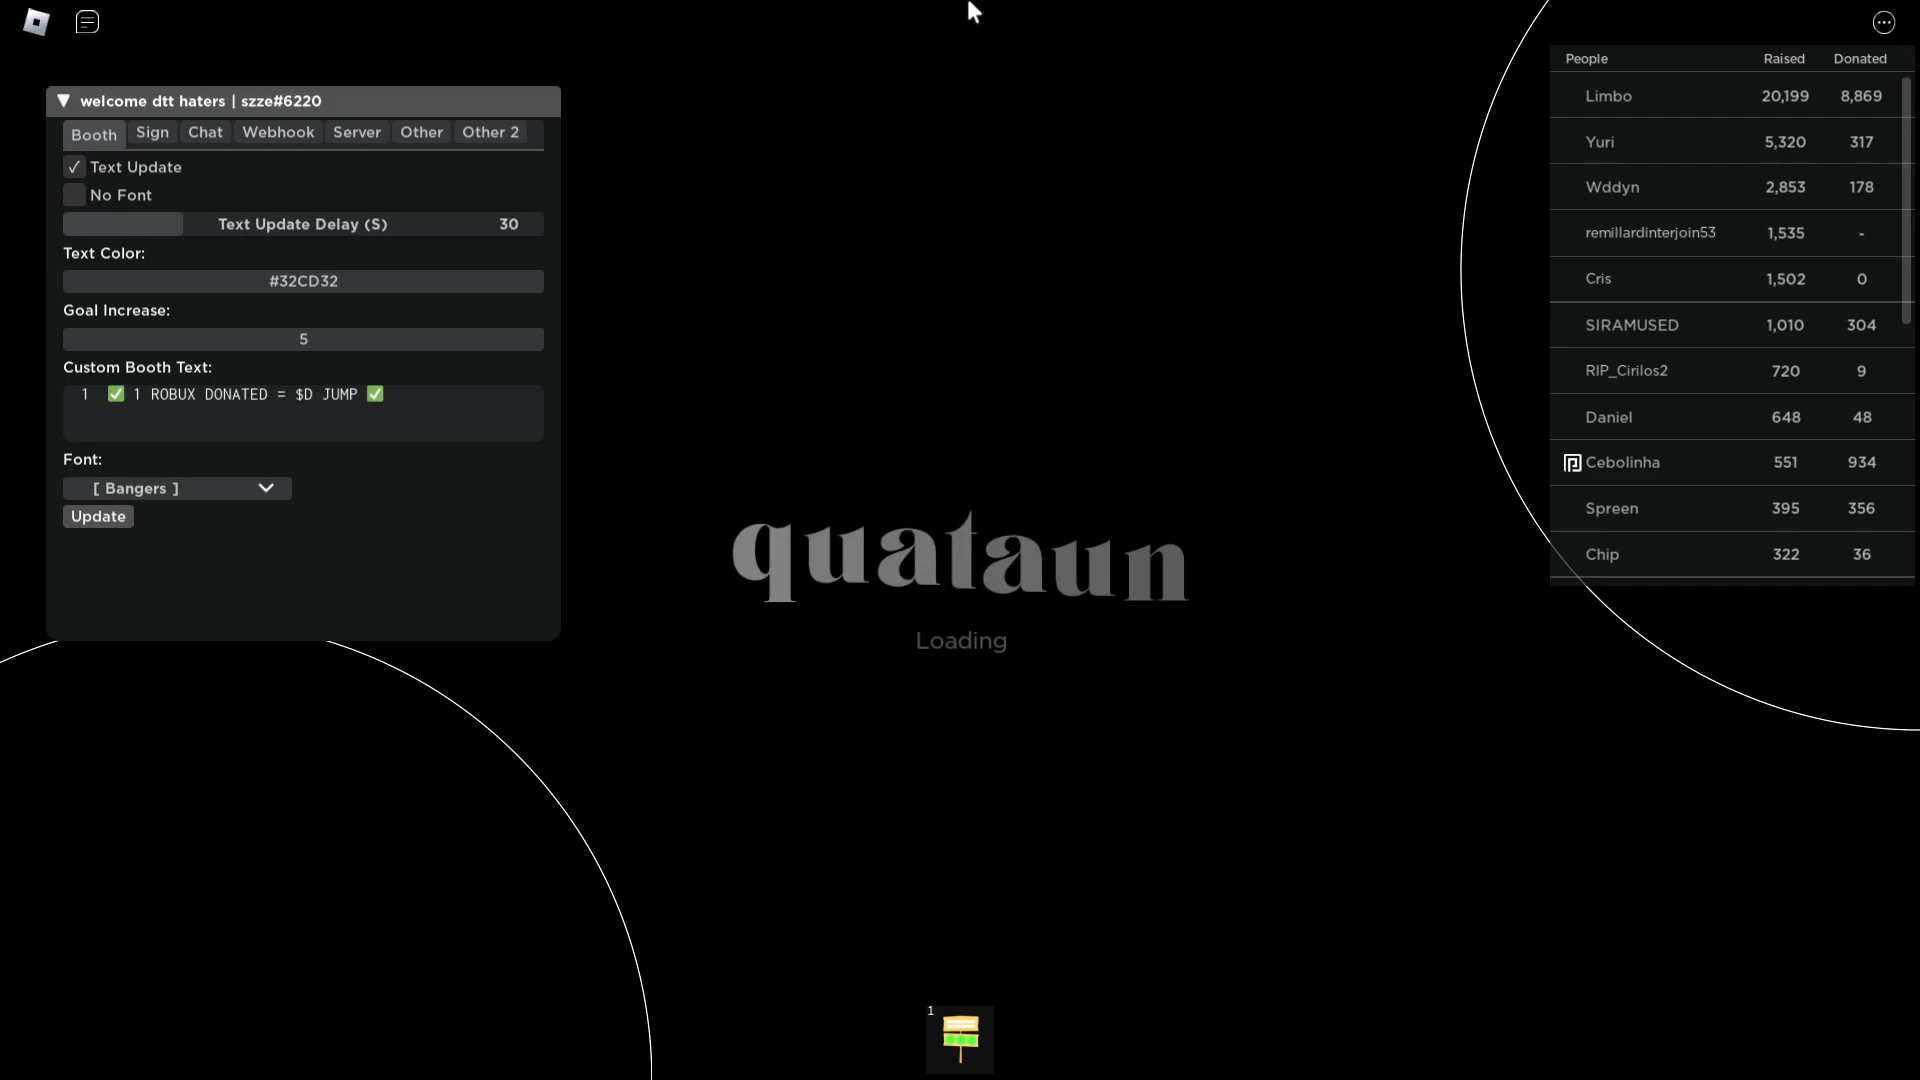 welcome dtt haters | szze#6220
Booth Sign Chat Webhook Server Other Other 2
Text Update
No Font
Text Update Delay (S) 30
Text Color:
#32CD32
Goal Increase:
5
Custom Booth Text:
1 ✅ 1 ROBUX DONATED = $D JUMP ✅
Font:
[ Bangers ]
Update
quataun
Loading
People Raised Donated
Limbo 20,199 8,869
Yuri 5,320 317
Wddyn 2,853 178
remillardinterjoin53 1,535 -
Cris 1,502 0
SIRAMUSED 1,010 304
RIP_Cirilos2 720 9
Daniel 648 48
Cebolinha 551 934
Spreen 395 356
Chip 322 36
1